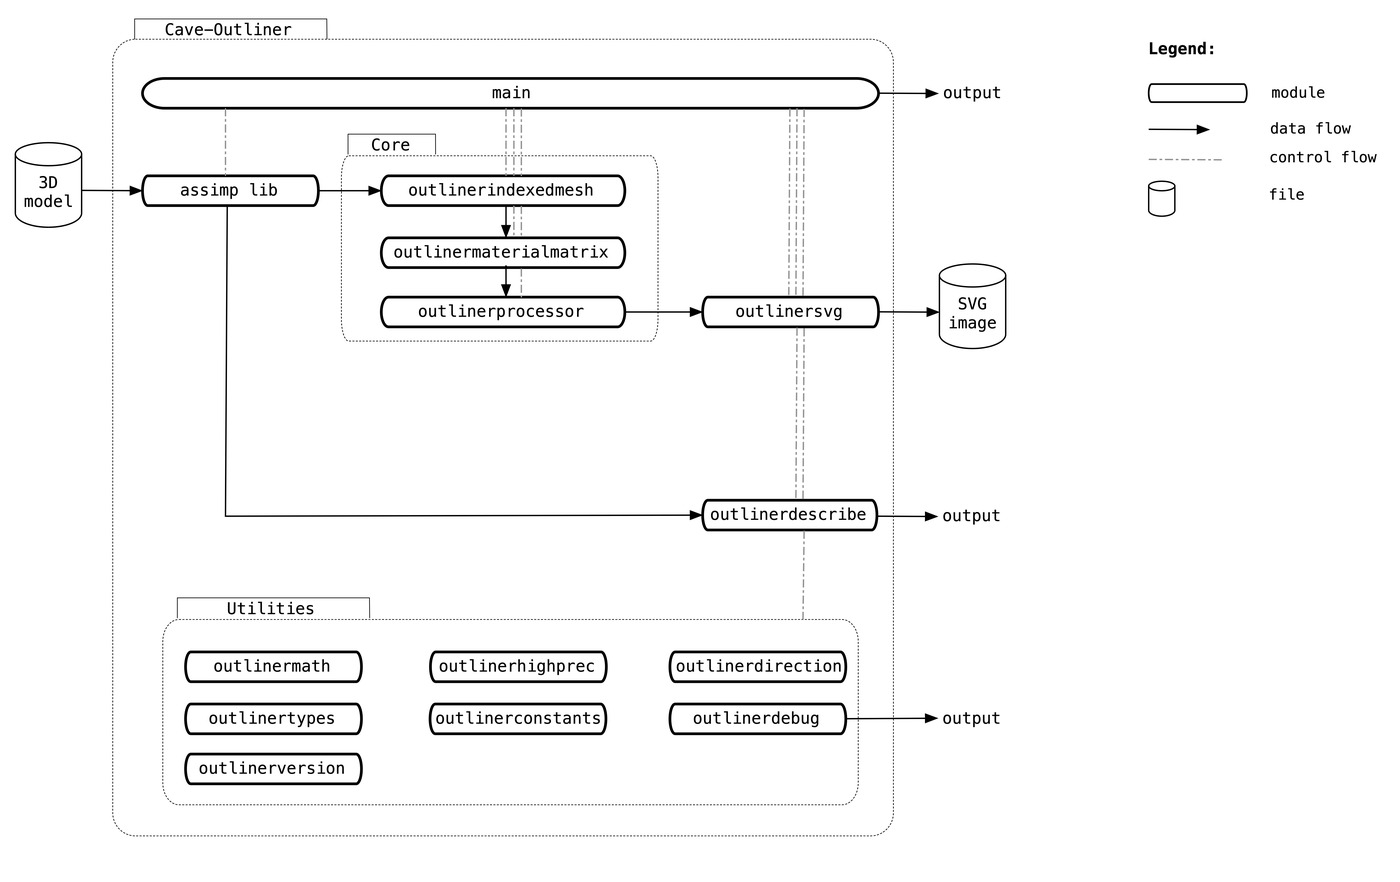 Cave-Outliner
main
output
Core
3D
model
assimp lib
outlinerindexedmesh
outlinermaterialmatrix
outlinerprocessor
outlinersvg
SVG
image
outlinerdescribe
output
Utilities
outlinermath
outlinerhighprec
outlinerdirection
outlinertypes
outlinerconstants
outlinerdebug
output
outlinerversion
Legend:
module
data flow
control flow
file